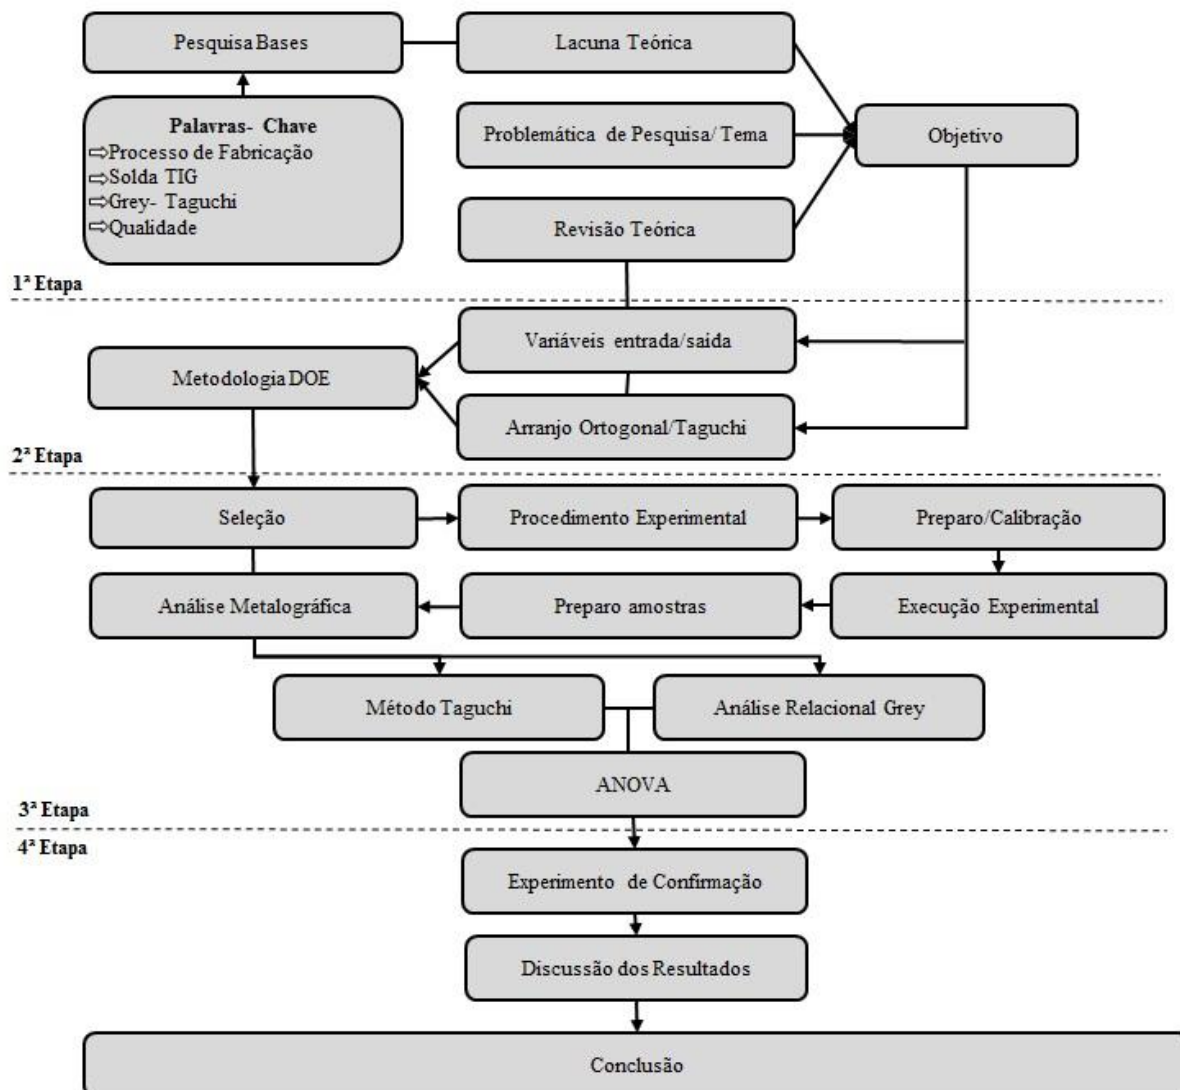 Pesquisa Bases
Lacuna Teórica
Palavras- Chave
⇨Processo de Fabricação
⇨Solda TIG
⇨Grey- Taguchi
⇨Qualidade
Problemática de Pesquisa/ Tema
Objetivo
Revisão Teórica
1ª Etapa
Variáveis entrada/saída
Metodologia DOE
Arranjo Ortogonal/Taguchi
2ª Etapa
Seleção
Procedimento Experimental
Preparo/Calibração
Análise Metalográfica
Preparo amostras
Execução Experimental
Método Taguchi
Análise Relacional Grey
ANOVA
3ª Etapa
4ª Etapa
Experimento de Confirmação
Discussão dos Resultados
Conclusão